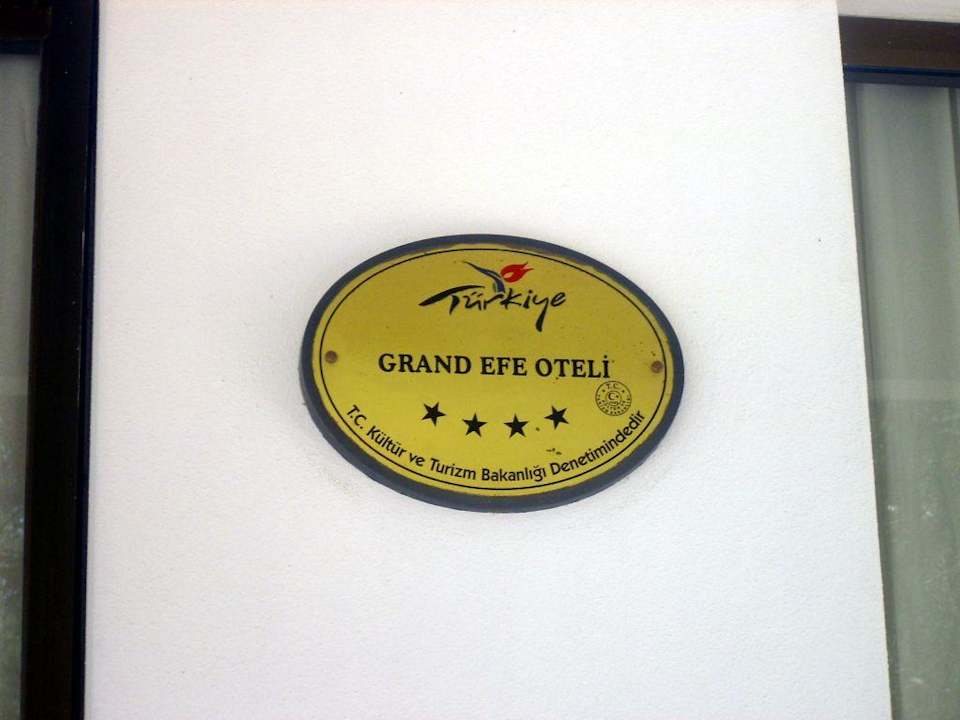 Türkiye
GRAND EFE OTELİ
T.C.
T.C. Kültür ve Turizm Bakanlığı Denetimindedir